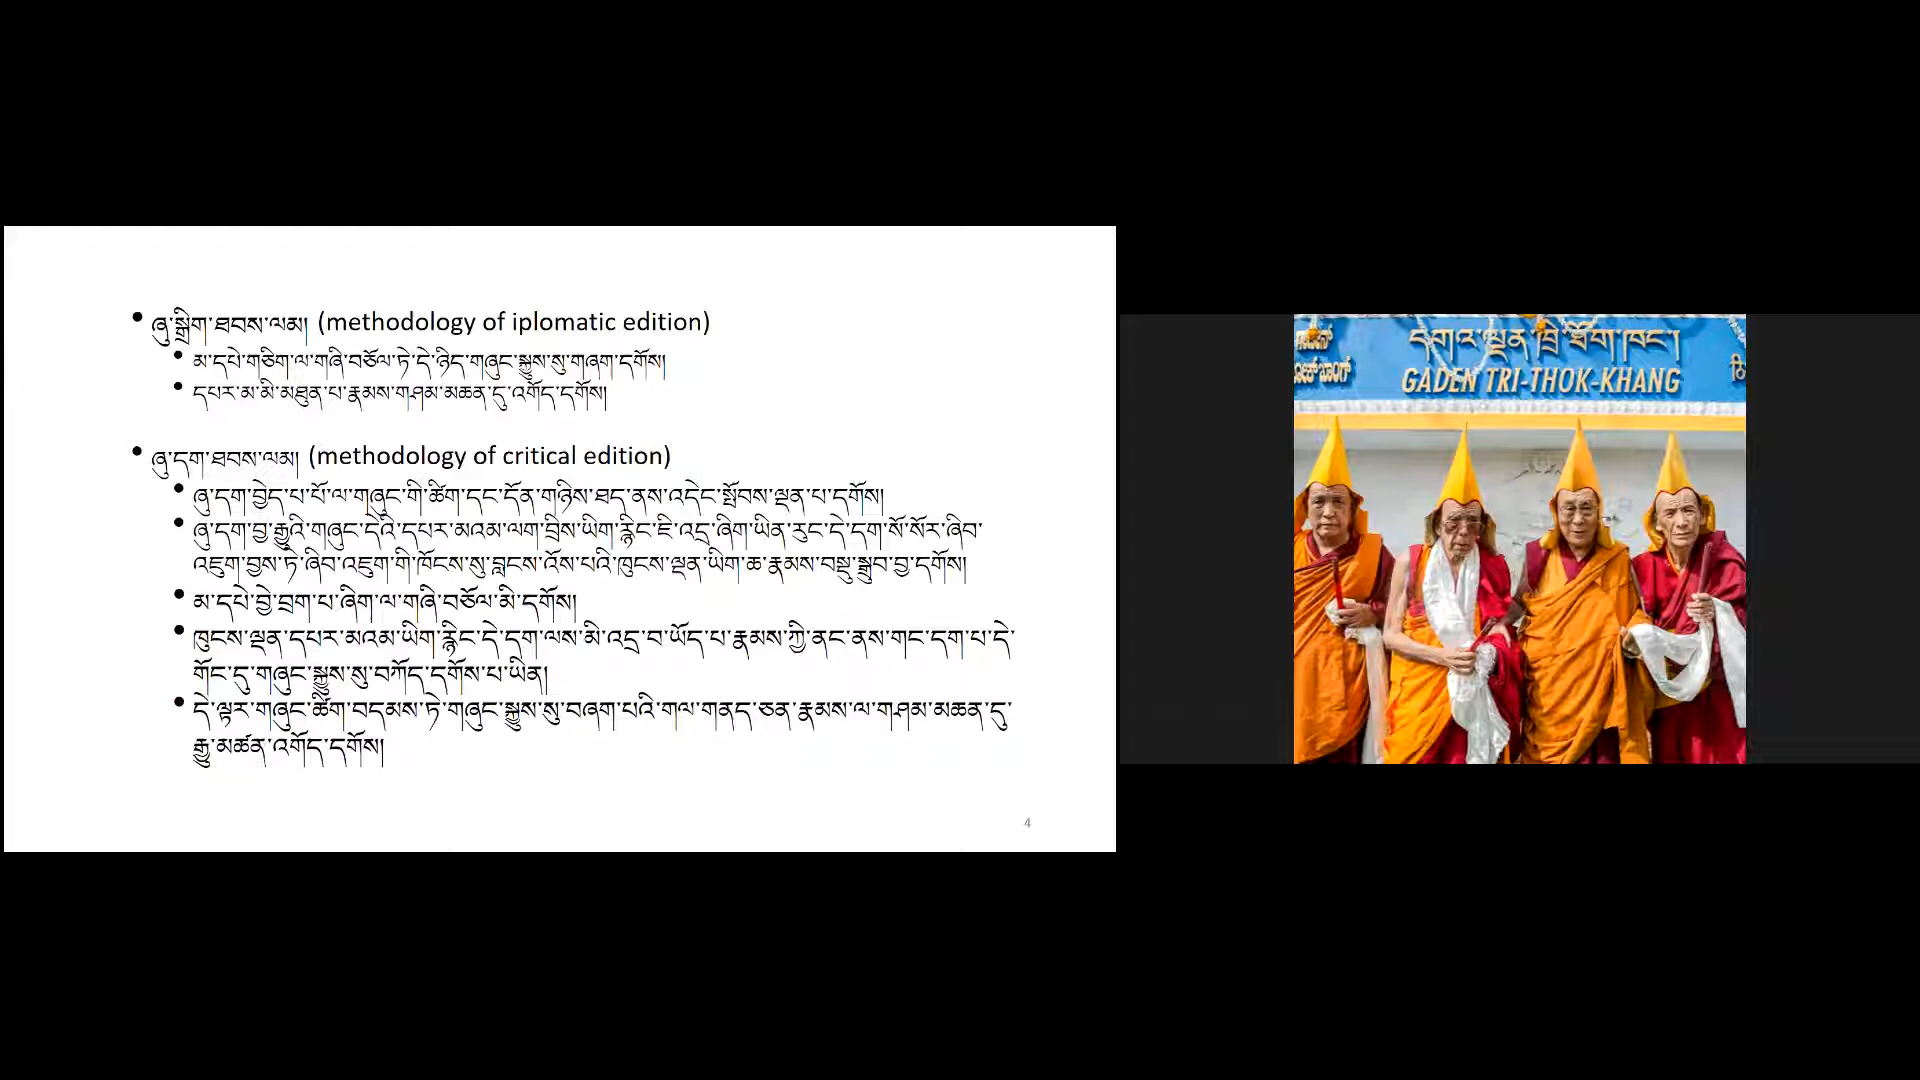 ཞུ་སྒྲིག་ཐབས་ལམ། (methodology of iplomatic edition)
མ་དཔེ་གཅིག་ལ་གཞི་བཅོལ་ཏེ་དེ་ཉིད་གཞུང་སྐྱུས་སུ་གཞག་དགོས།
དཔར་མ་མི་མཐུན་པ་རྣམས་གཤམ་མཆན་དུ་འགོད་དགོས།
ཞུ་དག་ཐབས་ལམ། (methodology of critical edition)
ཞུ་དག་བྱེད་པ་པོ་ལ་གཞུང་གི་ཚིག་དང་དོན་གཉིས་ཐད་ནས་འདེང་སྤོབས་ལྡན་པ་དགོས།
ཞུ་དག་བྱ་རྒྱུའི་གཞུང་དེའི་དཔར་མའམ་ལག་བྲིས་ཡིག་རྙིང་ཇི་འདྲ་ཞིག་ཡིན་རུང་དེ་དག་སོ་སོར་ཞིབ་
འཇུག་བྱས་ཏེ་ཞིབ་འཇུག་གི་ཁོངས་སུ་བླངས་འོས་པའི་ཁུངས་ལྡན་ཡིག་ཆ་རྣམས་བསྡུ་སྒྲུབ་བྱ་དགོས།
མ་དཔེ་བྱེ་བྲག་པ་ཞིག་ལ་གཞི་བཅོལ་མི་དགོས།
ཁུངས་ལྡན་དཔར་མའམ་ཡིག་རྙིང་དེ་དག་ལས་མི་འདྲ་བ་ཡོད་པ་རྣམས་ཀྱི་ནང་ནས་གང་དག་པ་དེ་
གོང་དུ་གཞུང་སྐྱུས་སུ་བཀོད་དགོས་པ་ཡིན།
དེ་ལྟར་གཞུང་ཚིག་བདམས་ཏེ་གཞུང་སྐྱུས་སུ་བཞག་པའི་གལ་གནད་ཅན་རྣམས་ལ་གཤམ་མཆན་དུ་
རྒྱུ་མཚན་འགོད་དགོས།
4
དགའ་ལྡན་ཁྲི་ཐོག་ཁང་།
GADEN TRI-THOK-KHANG